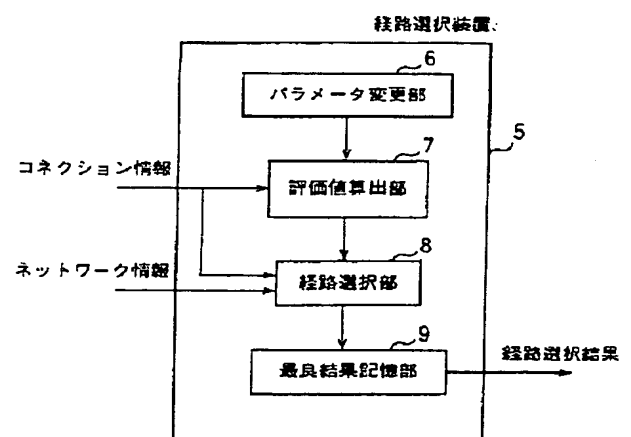 経路選択装置
6
パラメータ変更部
5
7
コネクション情報
評価値算出部
8
ネットワーク情報
経路選択部
9
経路選択結果
最良結果記憶部